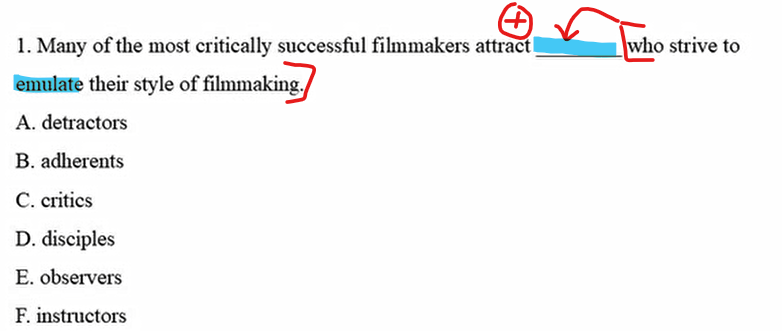 1. Many of the most critically successful filmmakers attract ________ who strive to
emulate their style of filmmaking.
A. detractors
B. adherents
C. critics
D. disciples
E. observers
F. instructors